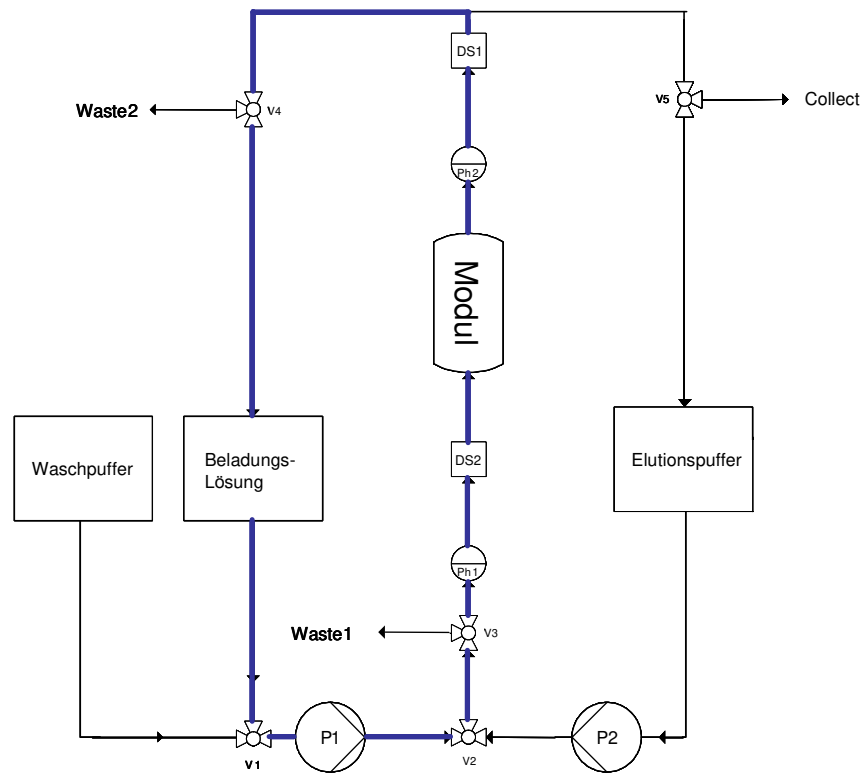 DS1
Waste2
V4
V5
Collect
Ph2
Modul
Waschpuffer
Beladungs-
Lösung
DS2
Elutionspuffer
Ph1
Waste1
V3
P1
P2
V1
V2